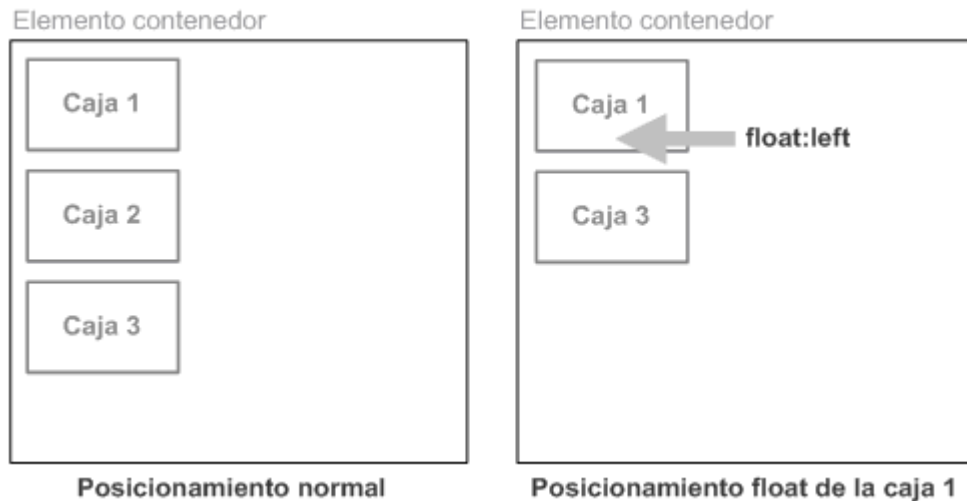 Elemento contenedor
Caja 1
Caja 2
Caja 3
Posicionamiento normal
Elemento contenedor
Caja 1
float:left
Caja 3
Posicionamiento float de la caja 1